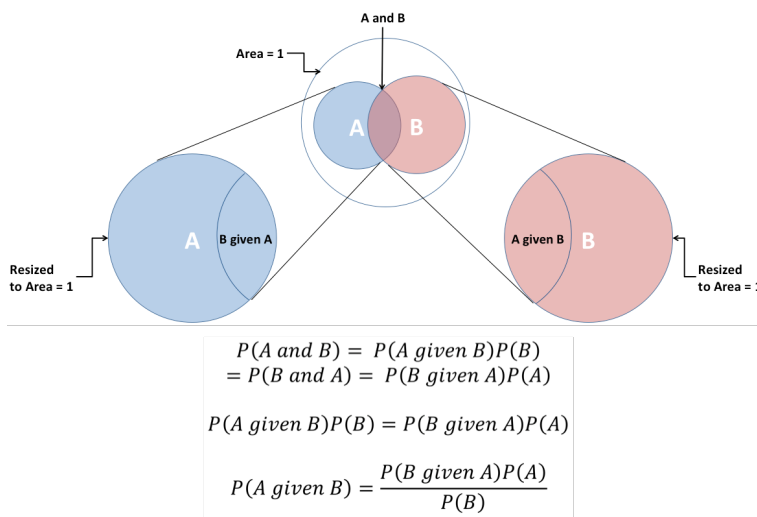 A and B
Area = 1
A
B
A
B given A
A given B
B
Resized
to Area = 1
Resized
to Area = 1
P(A and B) = P(A given B)P(B)
= P(B and A) = P(B given A)P(A)
P(A given B)P(B) = P(B given A)P(A)
P(A given B) = P(B given A)P(A) / P(B)